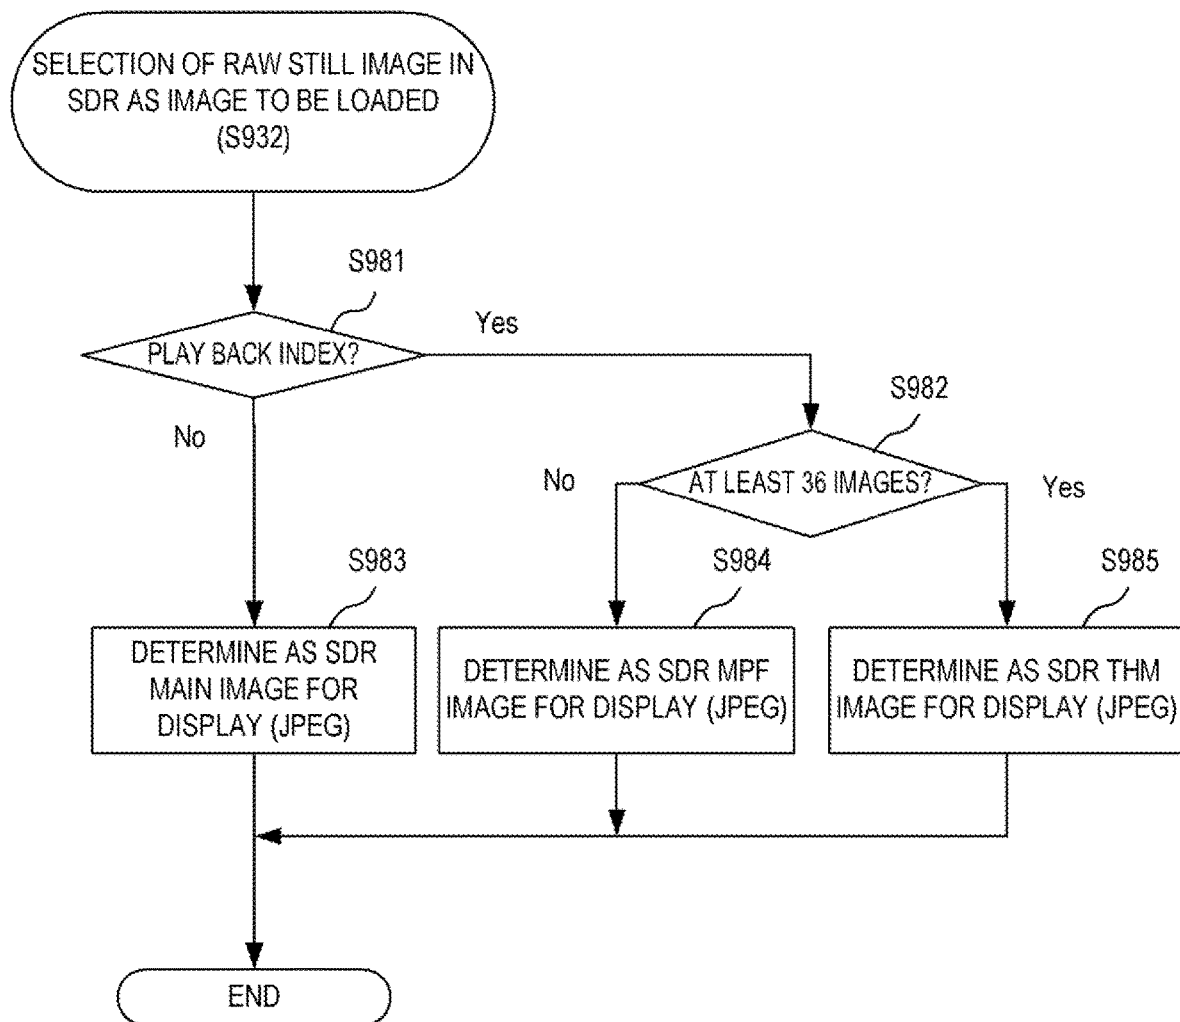 SELECTION OF RAW STILL IMAGE IN
SDR AS IMAGE TO BE LOADED
(S932)
S981
PLAY BACK INDEX?
Yes
No
S982
AT LEAST 36 IMAGES?
No
Yes
S983
DETERMINE AS SDR
MAIN IMAGE FOR
DISPLAY (JPEG)
S984
DETERMINE AS SDR MPF
IMAGE FOR DISPLAY (JPEG)
S985
DETERMINE AS SDR THM
IMAGE FOR DISPLAY (JPEG)
END